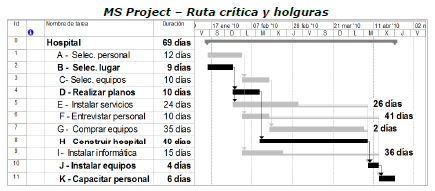 MS Project – Ruta crítica y holguras
Id Nombre de tarea Duración 17 ene '10 07 feb '10 28 feb '10 21 mar '10 11 abr '10 02 m
V D M J S L X V D M J S
0 Hospital 69 días
1 A - Selec. personal 12 días
2 B - Selec. lugar 9 días
3 C- Selec. equipos 10 días
4 D - Realizar planos 10 días
5 E - Instalar servicios 24 días 26 días
6 F - Entrevistar personal 10 días 41 días
7 G - Comprar equipos 35 días 2 días
8 H Construir hospital 40 días
9 I- Instalar informática 15 días 36 días
10 J - Instalar equipos 4 días
11 K - Capacitar personal 6 días